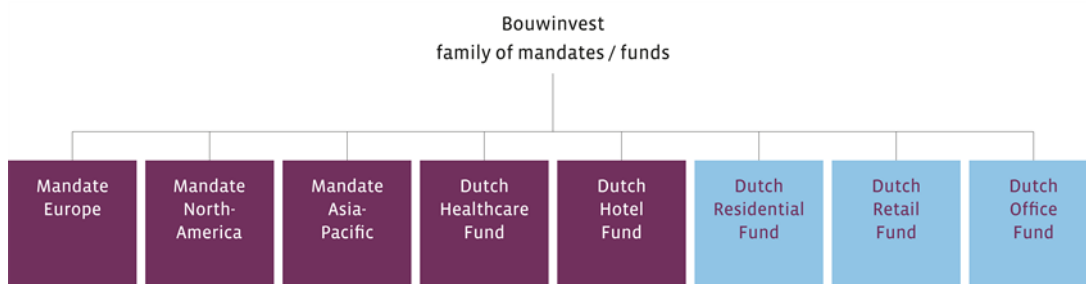 Bouwinvest
family of mandates / funds
Mandate
Europe
Mandate
North-
America
Mandate
Asia-
Pacific
Dutch
Healthcare
Fund
Dutch
Hotel
Fund
Dutch
Residential
Fund
Dutch
Retail
Fund
Dutch
Office
Fund